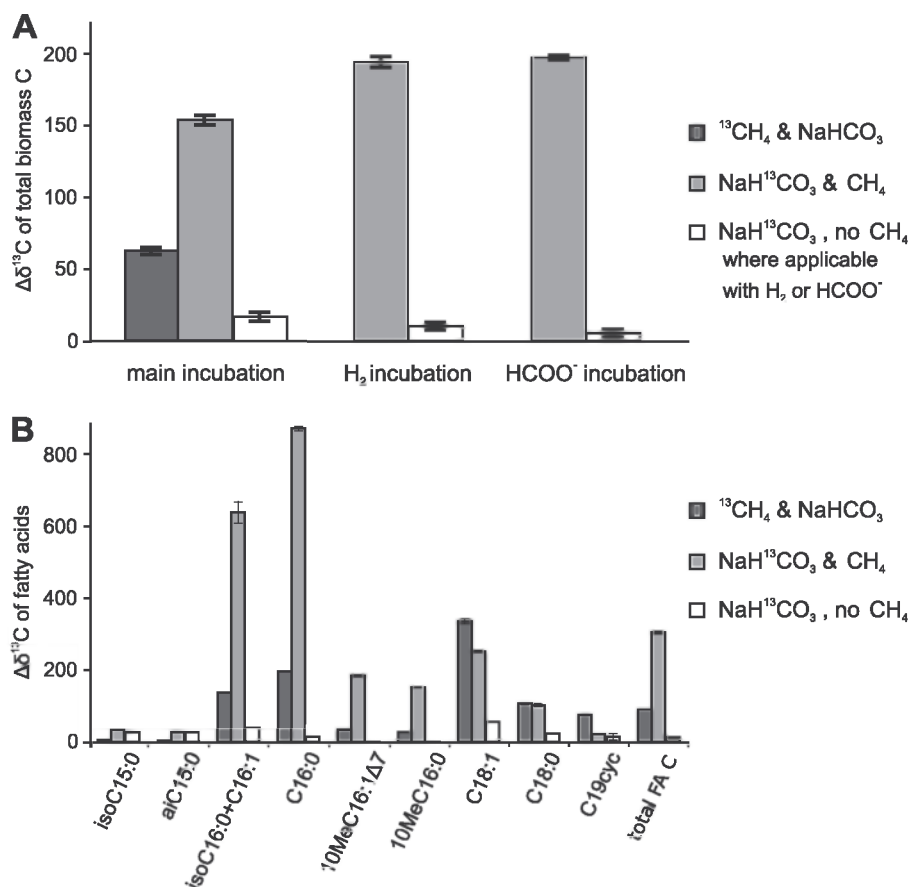 A
Δδ¹³C of total biomass C
200
150
100
50
0
main incubation
H₂ incubation
HCOO⁻ incubation
¹³CH₄ & NaHCO₃
NaH¹³CO₃ & CH₄
NaH¹³CO₃ , no CH₄
where applicable
with H₂ or HCOO⁻
B
Δδ¹³C of fatty acids
800
600
400
200
0
isoC15:0
aiC15:0
isoC16:0+C16:1
C16:0
10MeC16:1Δ7
10MeC16:0
C18:1
C18:0
C19cyc
total FA C
¹³CH₄ & NaHCO₃
NaH¹³CO₃ & CH₄
NaH¹³CO₃ , no CH₄